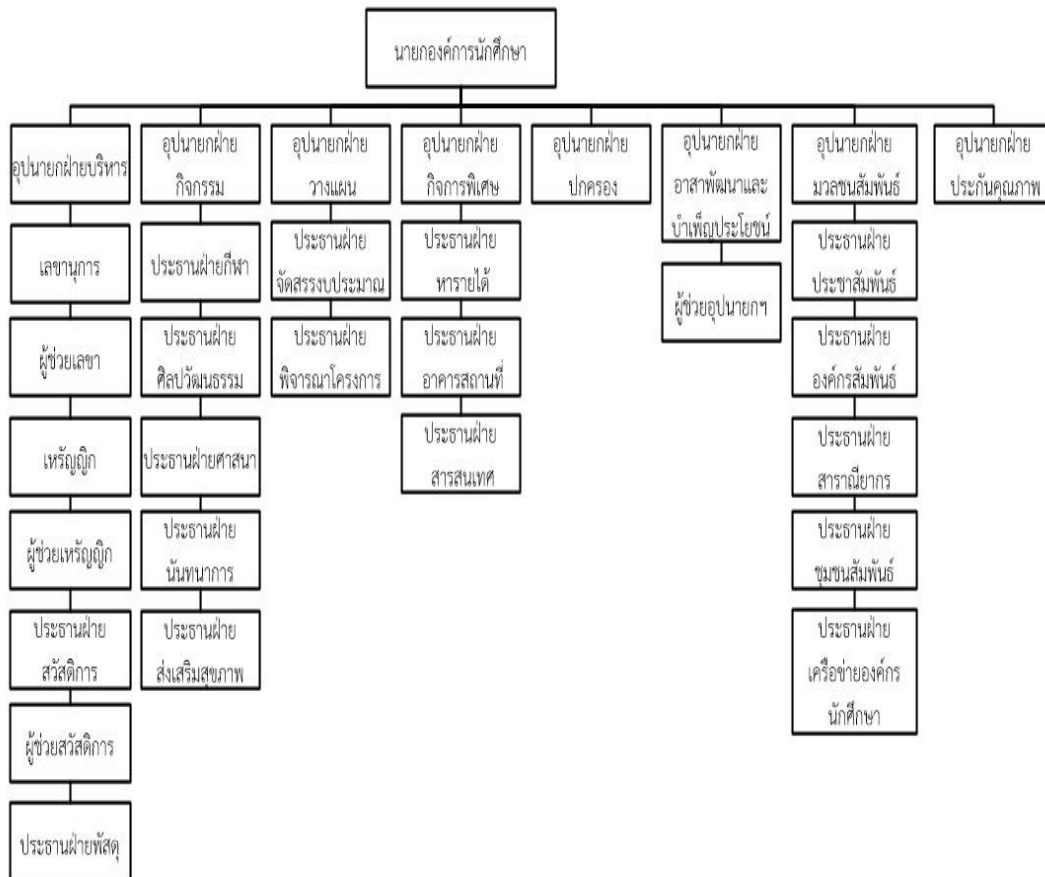 นายกองค์การนักศึกษา
อุปนายกฝ่ายบริหาร
เลขานุการ
ผู้ช่วยเลขา
เหรัญญิก
ผู้ช่วยเหรัญญิก
ประธานฝ่าย
สวัสดิการ
ผู้ช่วยสวัสดิการ
ประธานฝ่ายพัสดุ
อุปนายกฝ่าย
กิจกรรม
ประธานฝ่ายกีฬา
ประธานฝ่าย
ศิลปวัฒนธรรม
ประธานฝ่ายศาสนา
ประธานฝ่าย
นันทนาการ
ประธานฝ่าย
ส่งเสริมสุขภาพ
อุปนายกฝ่าย
วางแผน
ประธานฝ่าย
จัดสรรงบประมาณ
ประธานฝ่าย
พิจารณาโครงการ
อุปนายกฝ่าย
กิจการพิเศษ
ประธานฝ่าย
หารายได้
ประธานฝ่าย
อาคารสถานที่
ประธานฝ่าย
สารสนเทศ
อุปนายกฝ่าย
ปกครอง
อุปนายกฝ่าย
อาสาพัฒนาและ
บำเพ็ญประโยชน์
ผู้ช่วยอุปนายกฯ
อุปนายกฝ่าย
มวลชนสัมพันธ์
ประธานฝ่าย
ประชาสัมพันธ์
ประธานฝ่าย
องค์กรสัมพันธ์
ประธานฝ่าย
สาราณียากร
ประธานฝ่าย
ชุมชนสัมพันธ์
ประธานฝ่าย
เครือข่ายองค์กร
นักศึกษา
อุปนายกฝ่าย
ประกันคุณภาพ